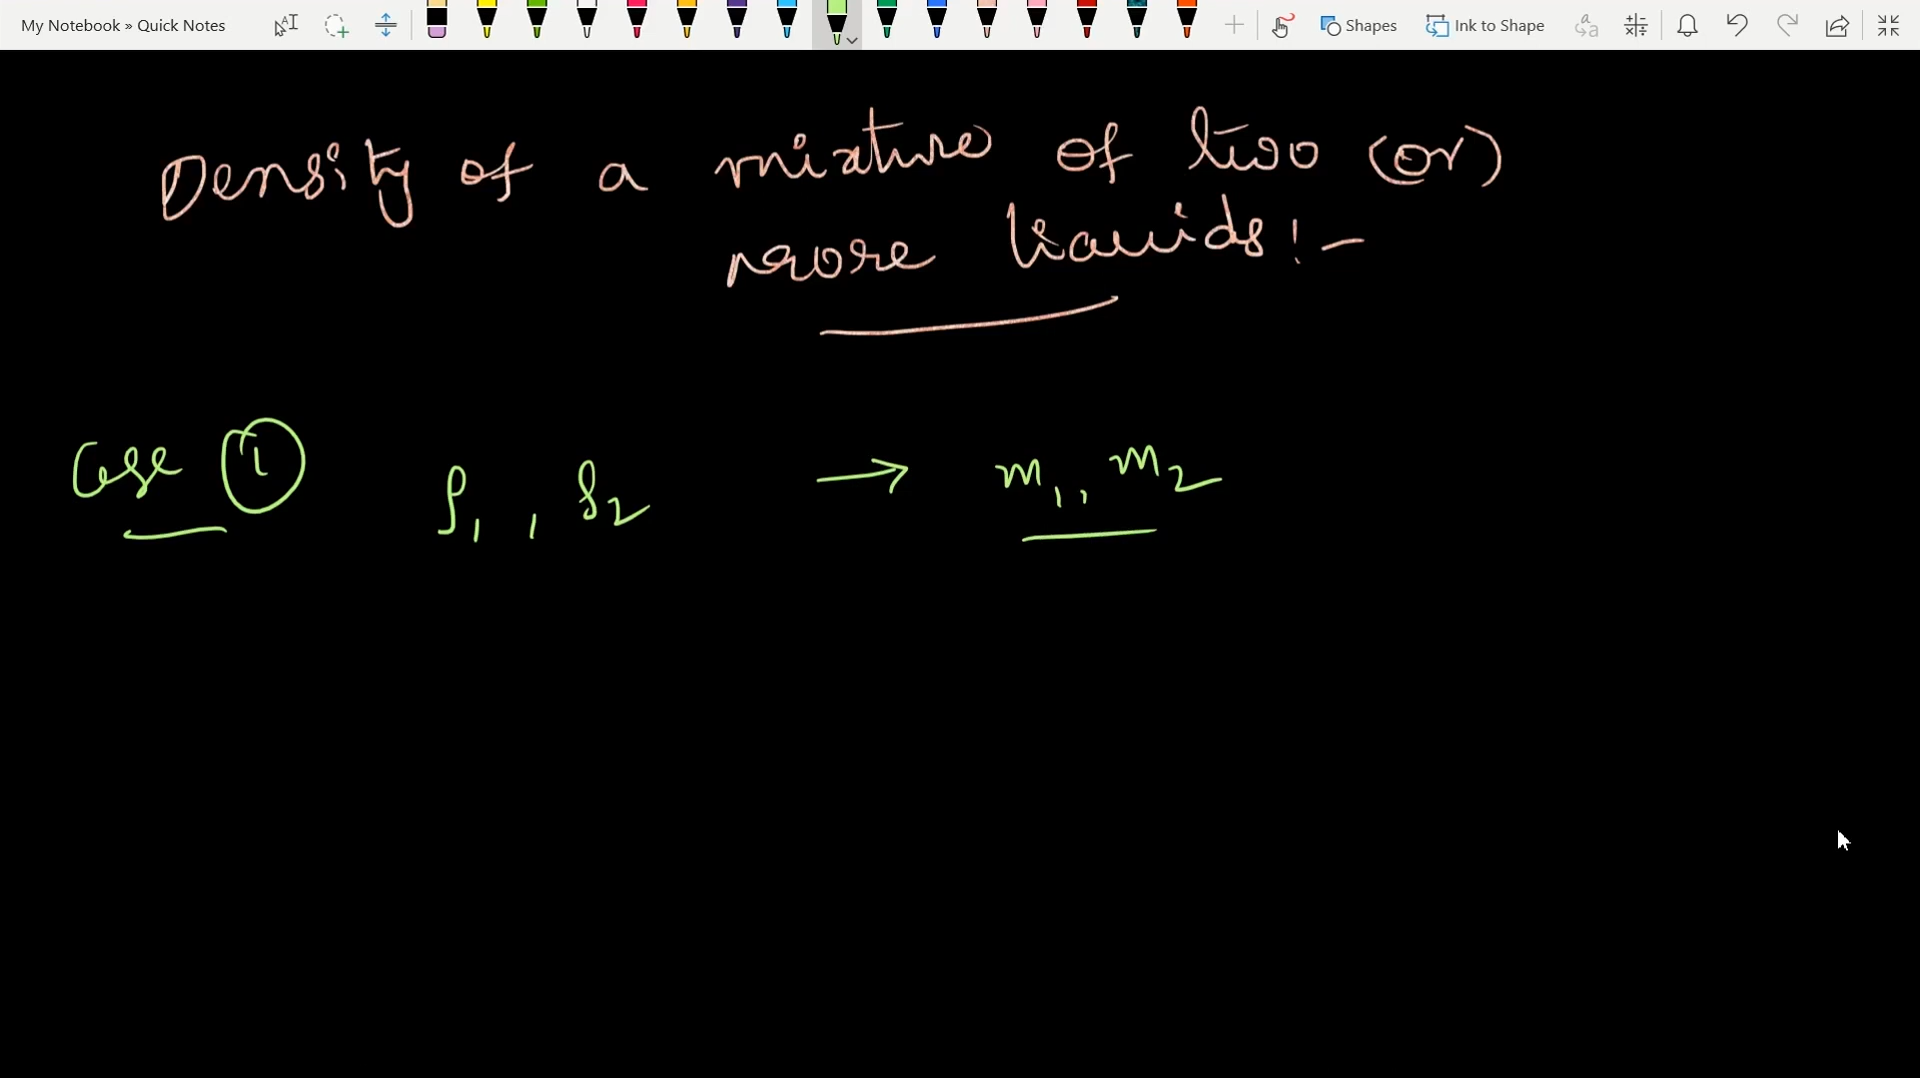 My Notebook » Quick Notes Shapes Ink to Shape
Density of a mixture of two (or)
more liquids :-
Case ① ρ₁, ρ₂ → m₁, m₂